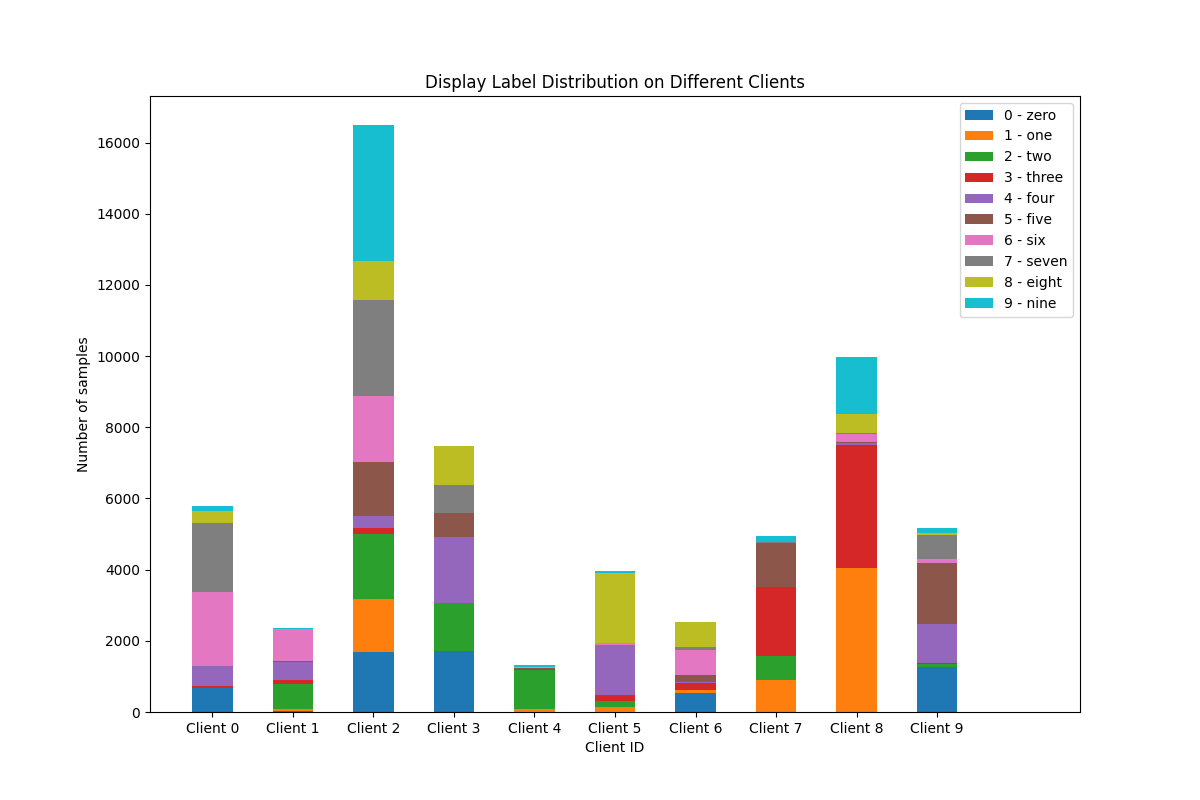 Display Label Distribution on Different Clients
0 - zero
1 - one
2 - two
3 - three
4 - four
5 - five
6 - six
7 - seven
8 - eight
9 - nine
16000
14000
12000
10000
8000
6000
4000
2000
0
Number of samples
Client 0 Client 1 Client 2 Client 3 Client 4 Client 5 Client 6 Client 7 Client 8 Client 9
Client ID